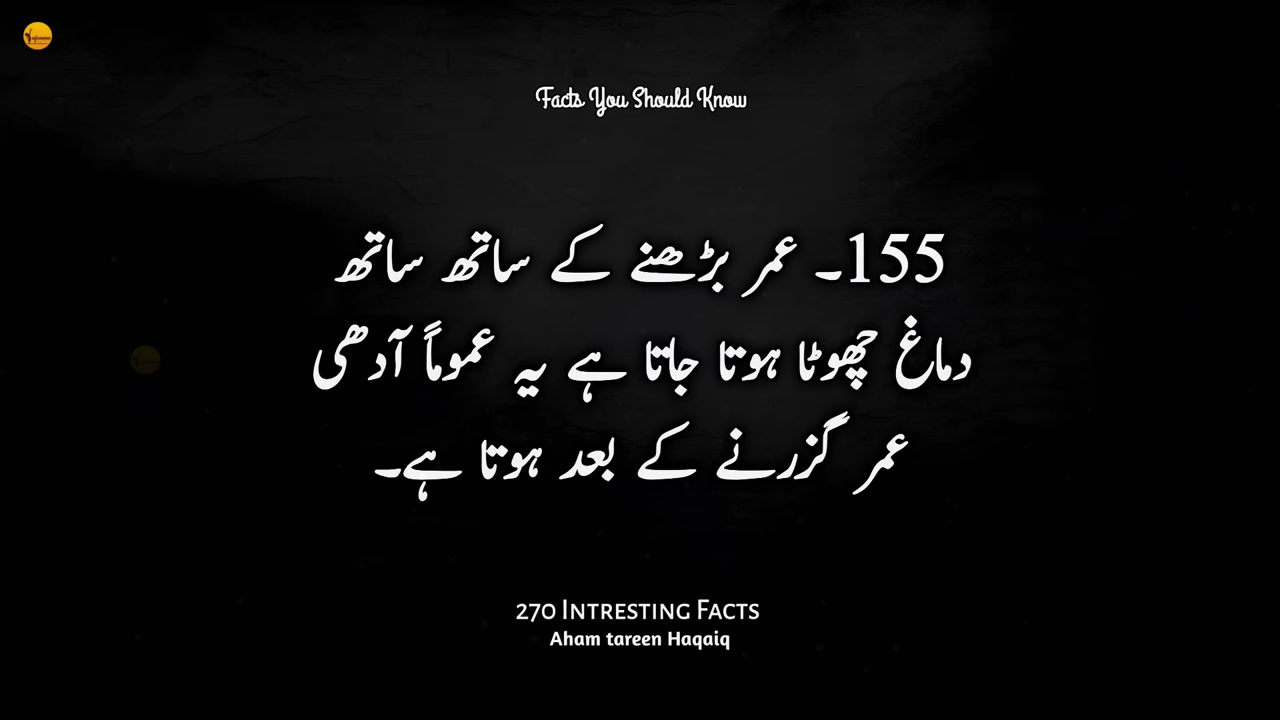 Facts You Should Know
155۔ عمر بڑھنے کے ساتھ ساتھ
دماغ چھوٹا ہوتا جاتا ہے یہ عموماً آدھی
عمر گزرنے کے بعد ہوتا ہے۔
270 Intresting Facts
Aham tareen Haqaiq